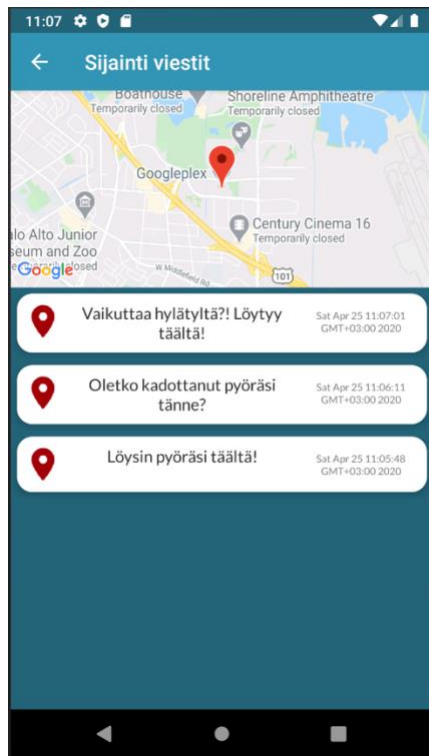 11:07
Sijainti viestit
Boathouse
Temporarily closed
Shoreline Amphitheatre
Temporarily closed
Googleplex
Century Cinema 16
Temporarily closed
lo Alto Junior
seum and Zoo
closed
Google
W Middlefield Rd
101
Vaikuttaa hylätyltä?! Löytyy
täältä!
Sat Apr 25 11:07:01
GMT+03:00 2020
Oletko kadottanut pyöräsi
tänne?
Sat Apr 25 11:06:11
GMT+03:00 2020
Löysin pyöräsi täältä!
Sat Apr 25 11:05:48
GMT+03:00 2020